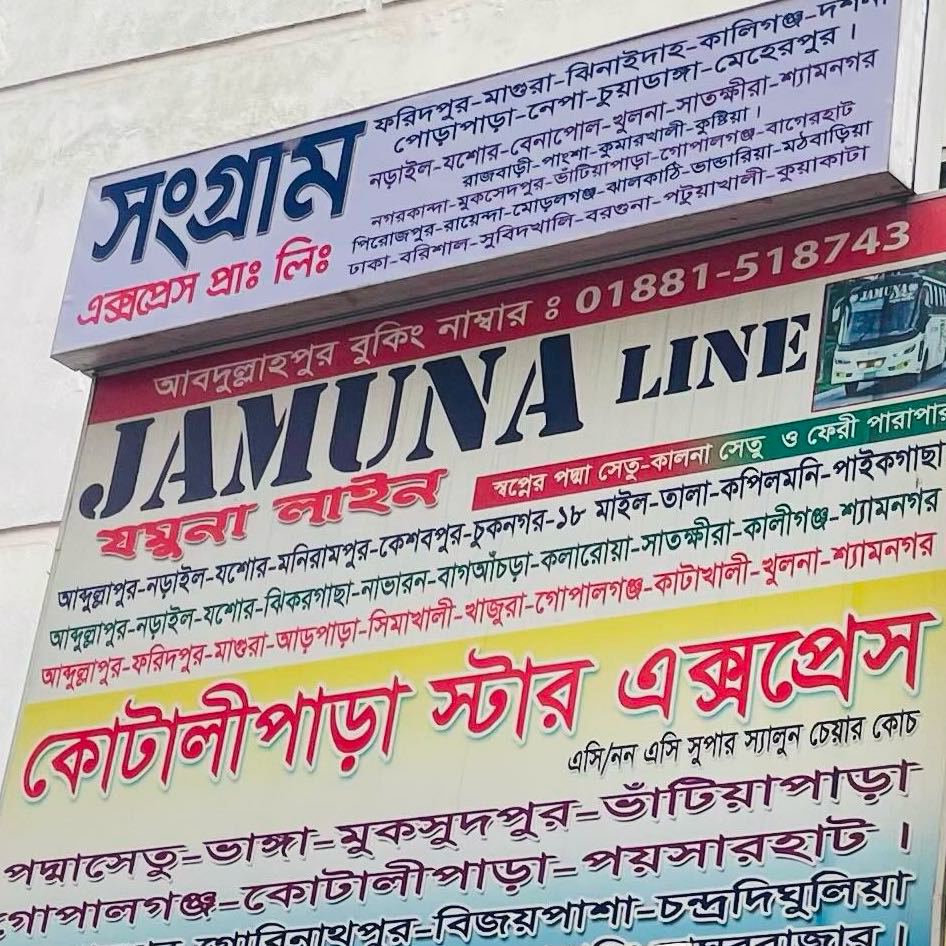 সংগ্রাম
এক্সপ্রেস প্রাঃ লিঃ
ফরিদপুর-মাগুরা-ঝিনাইদাহ-কালিগঞ্জ-দর্শনা
পোড়াপাড়া-নেপা-চুয়াডাঙ্গা-মেহেরপুর।
নড়াইল-যশোর-বেনাপোল-খুলনা-সাতক্ষীরা-শ্যামনগর
রাজবাড়ী-পাংশা-কুমারখালী-কুষ্টিয়া।
নগরকান্দা-মুকসেদপুর-ভাঁটিয়াপাড়া-গোপালগঞ্জ-বাগেরহাট
পিরোজপুর-রায়েন্দা-মোড়লগঞ্জ-ঝালকাঠি-ভান্ডারিয়া-মঠবাড়িয়া
ঢাকা-বরিশাল-সুবিদখালি-বরগুনা-পটুয়াখালী-কুয়াকাটা
আবদুল্লাহপুর বুকিং নাম্বার ঃ 01881-518743
JAMUNA LINE
JAMUNA
যমুনা লাইন
স্বপ্নের পদ্মা সেতু-কালনা সেতু ও ফেরী পারাপার
আব্দুল্লাপুর-নড়াইল-যশোর-মনিরামপুর-কেশবপুর-চুকনগর-১৮ মাইল-তালা-কপিলমনি-পাইকগাছা
আব্দুল্লাপুর-নড়াইল-যশোর-ঝিকরগাছা-নাভারন-বাগআঁচড়া-কলারোয়া-সাতক্ষীরা-কালীগঞ্জ-শ্যামনগর
আব্দুল্লাপুর-ফরিদপুর-মাগুরা-আড়পাড়া-সিমাখালী-খাজুরা-গোপালগঞ্জ-কাটাখালী-খুলনা-শ্যামনগর
কোটালীপাড়া স্টার এক্সপ্রেস
এসি/নন এসি সুপার স্যালুন চেয়ার কোচ
পদ্মাসেতু-ভাঙ্গা-মুকসুদপুর-ভাঁটিয়াপাড়া
গোপালগঞ্জ-কোটালীপাড়া-পয়সারহাট।
গোবিনাথপুর-বিজয়পাশা-চন্দ্রদিঘুলিয়া